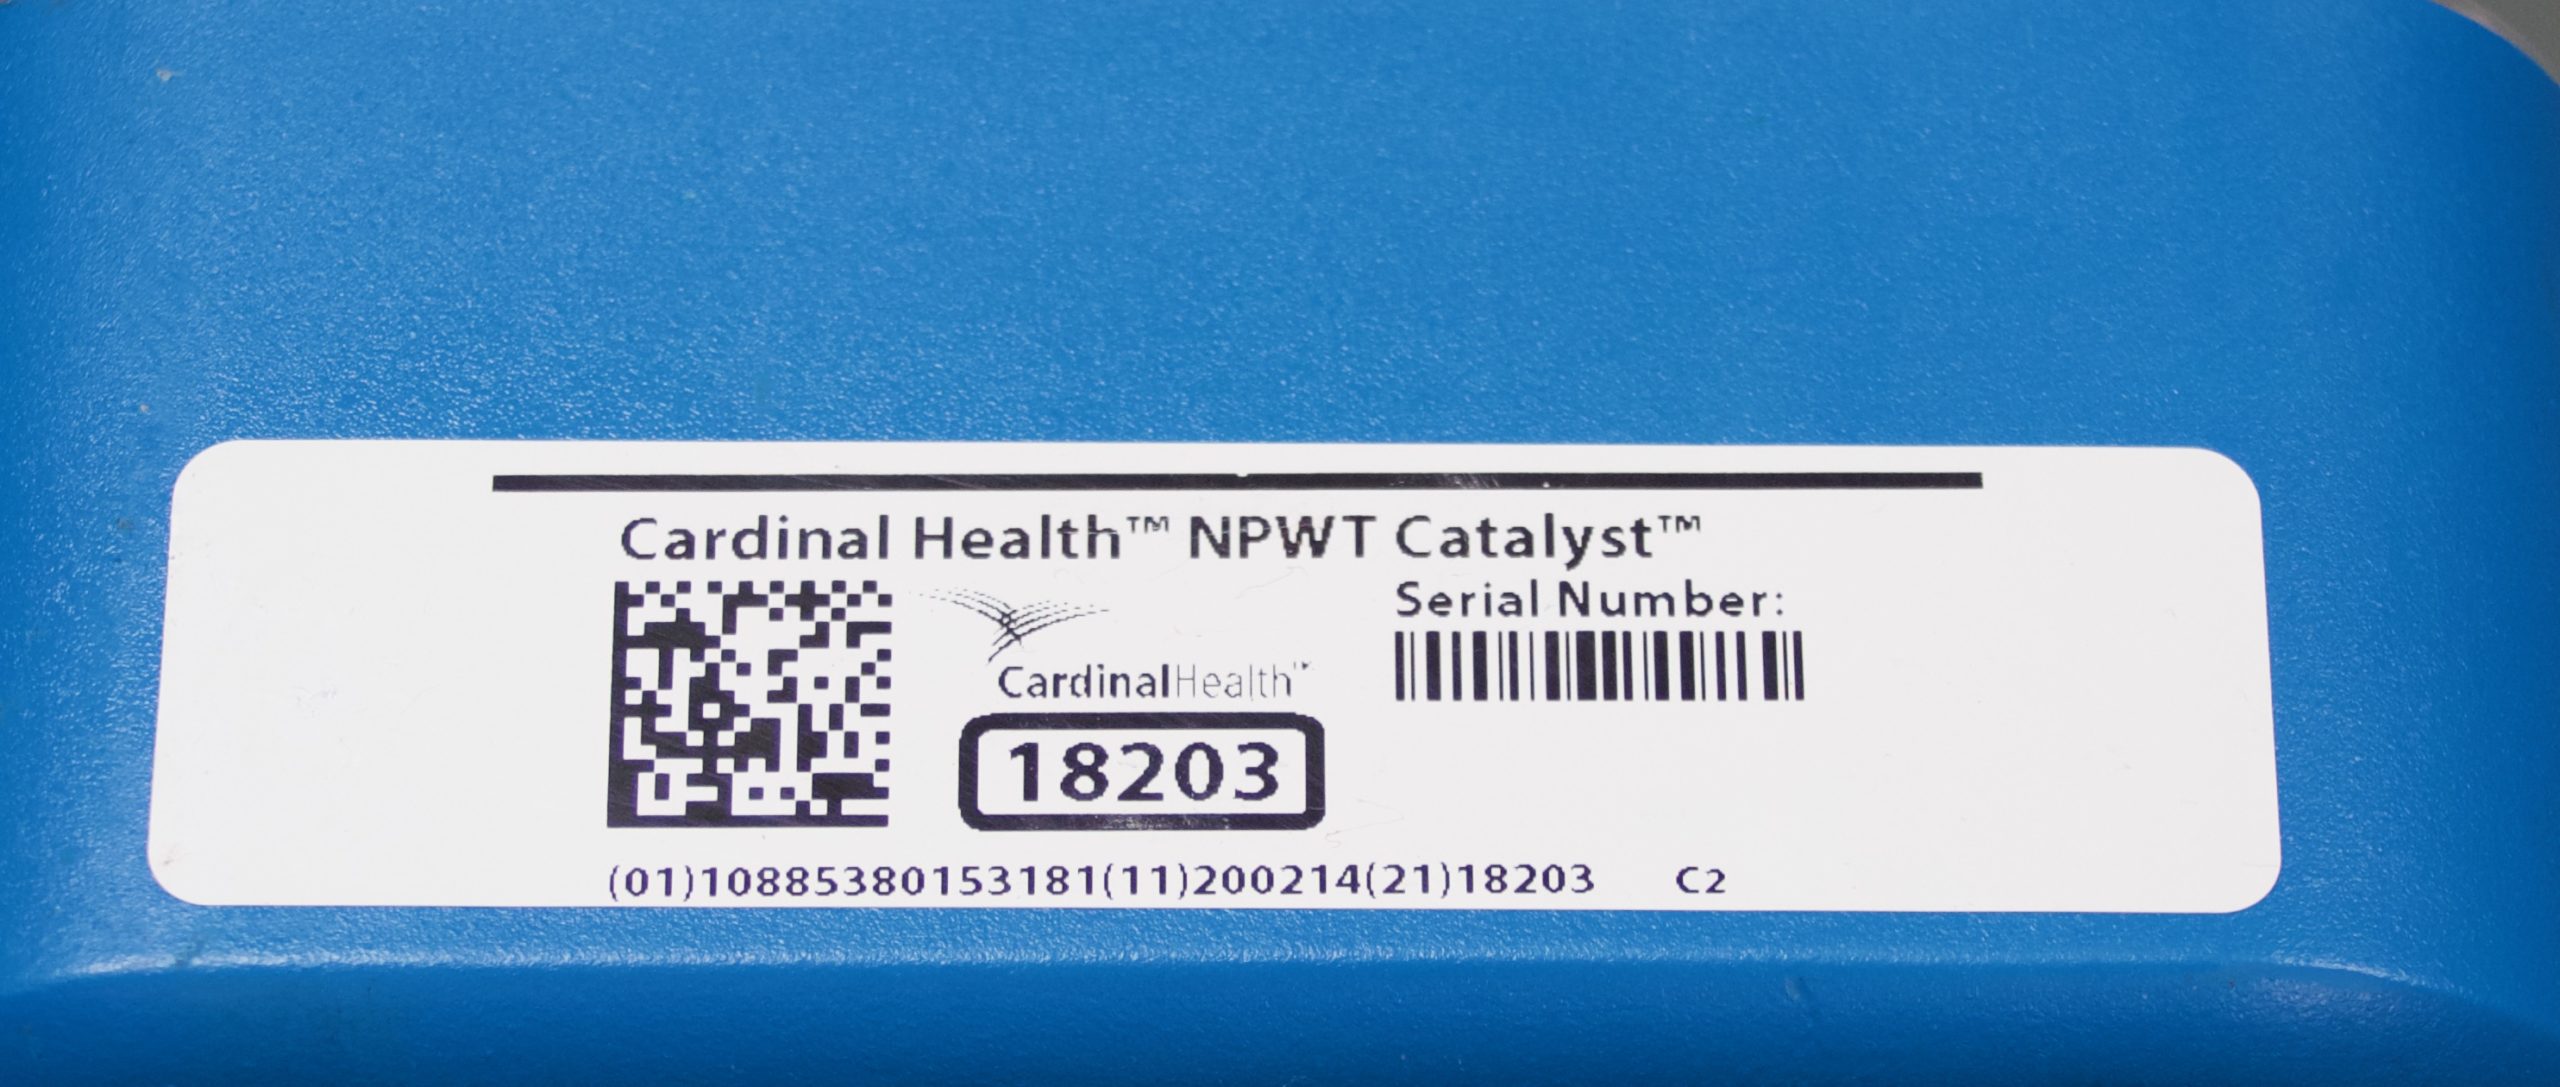 Cardinal Health™ NPWT Catalyst™
Serial Number:
CardinalHealth™
18203
(01)10885380153181(11)200214(21)18203 C2